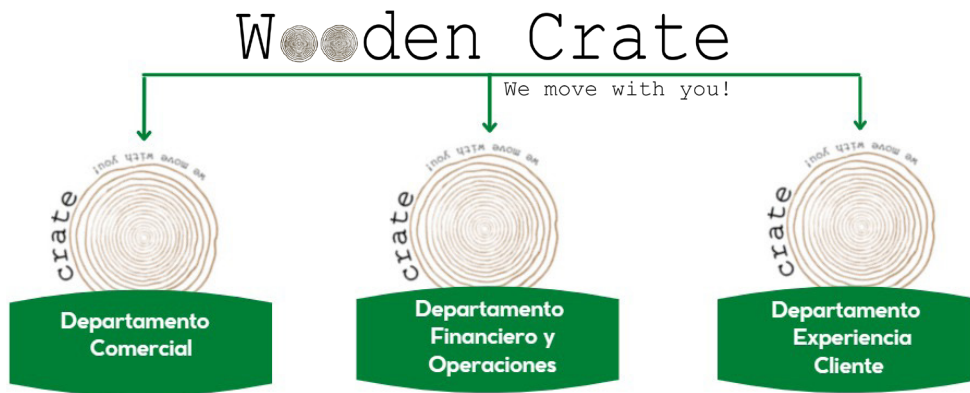 Wooden Crate
We move with you!
we move with you!
crate
we move with you!
crate
we move with you!
crate
Departamento
Comercial
Departamento
Financiero y
Operaciones
Departamento
Experiencia
Cliente